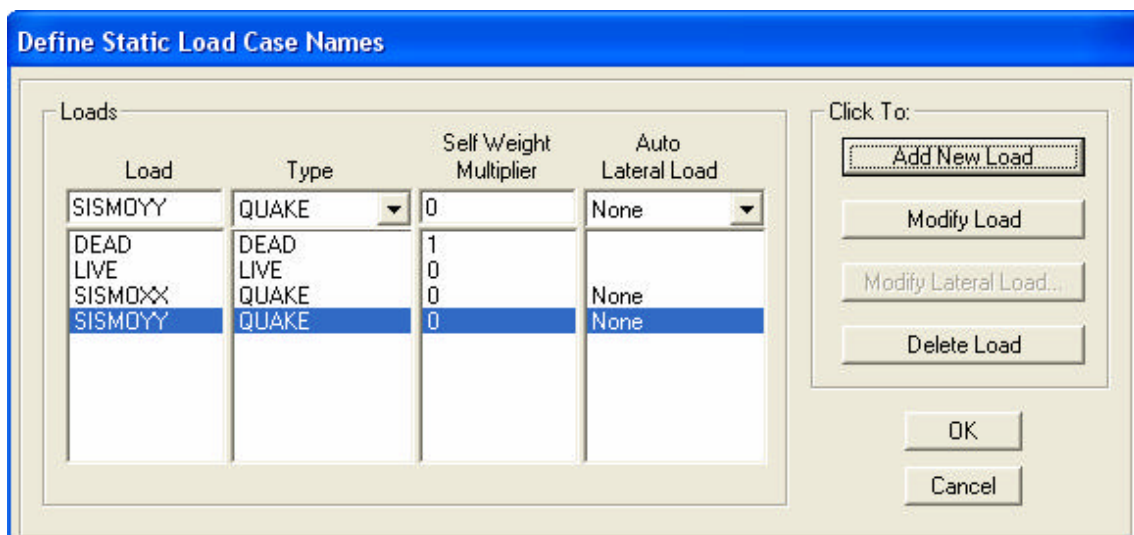 Define Static Load Case Names
Loads
Click To:
Load Type Self Weight Multiplier Auto Lateral Load
SISMOYY QUAKE 0 None
DEAD DEAD 1
LIVE LIVE 0
SISMOXX QUAKE 0 None
SISMOYY QUAKE 0 None
Add New Load
Modify Load
Modify Lateral Load...
Delete Load
OK
Cancel